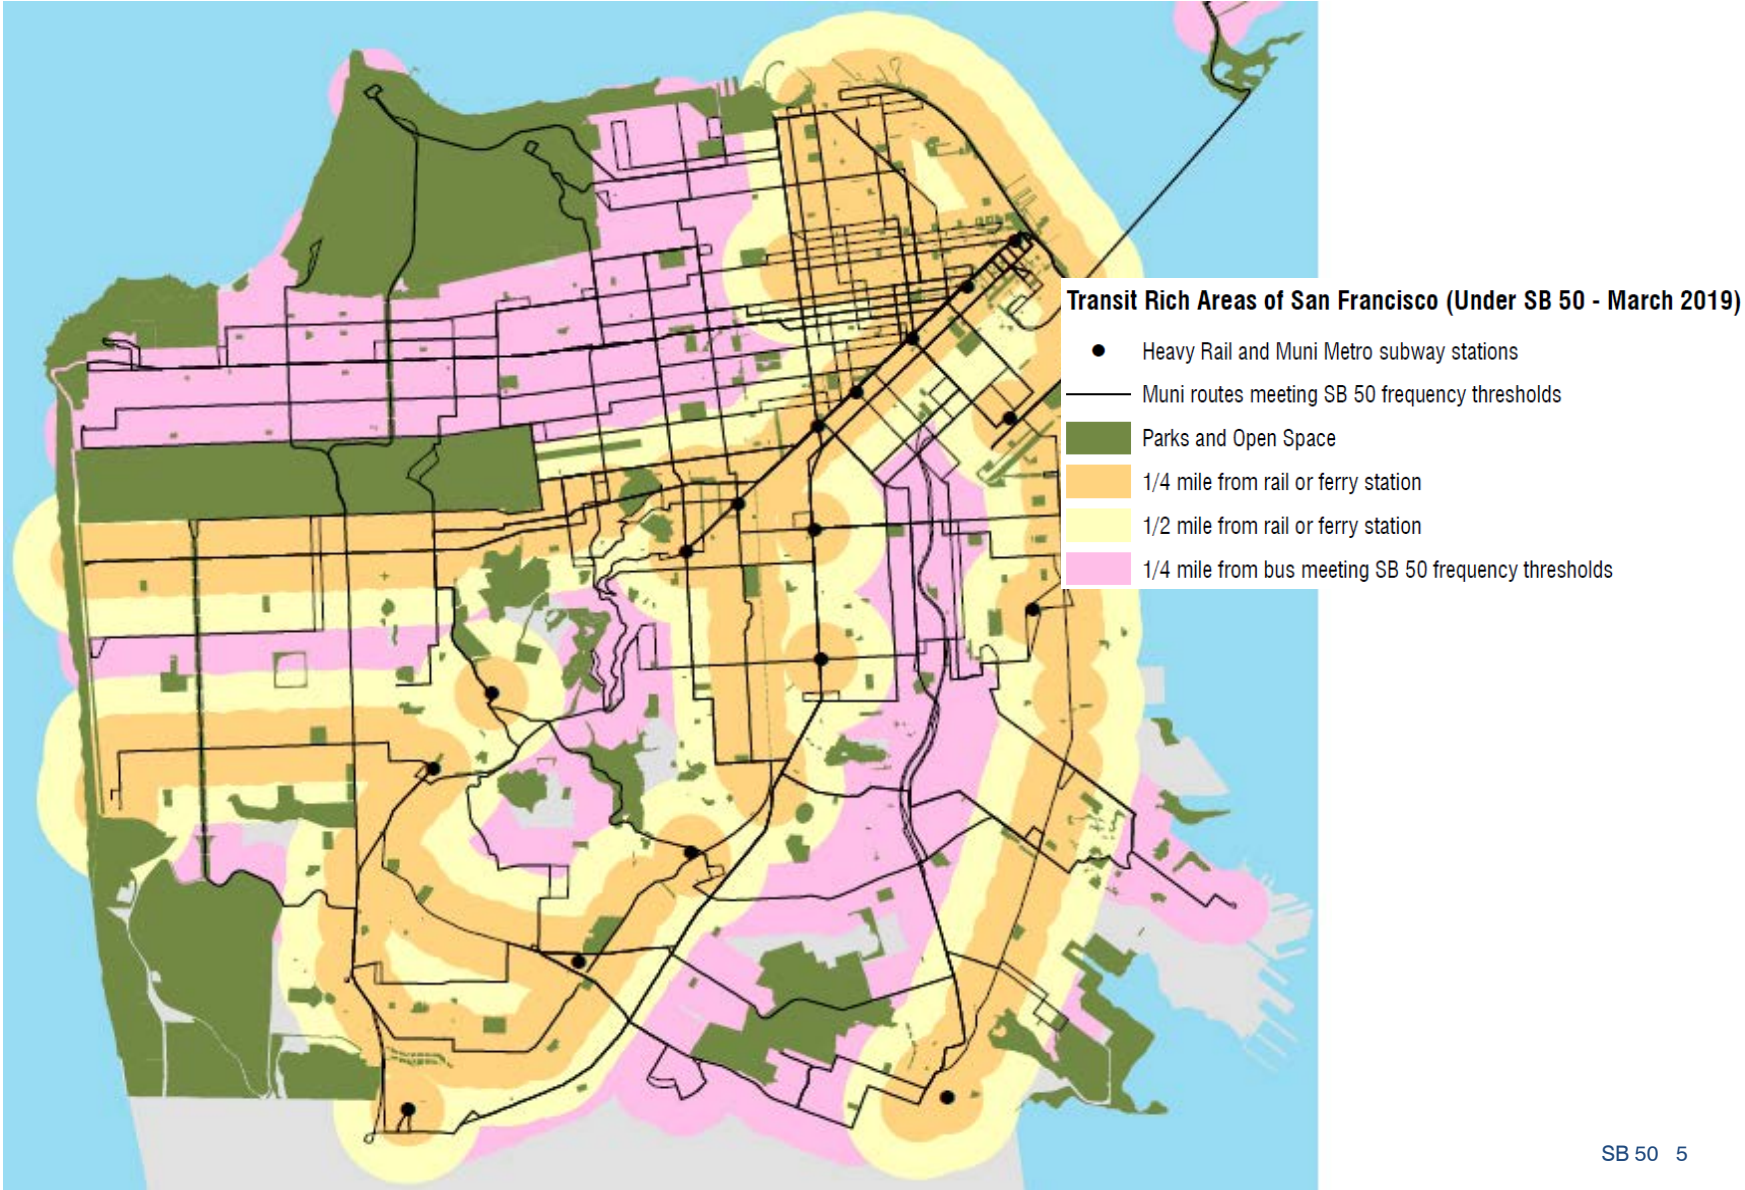 Transit Rich Areas of San Francisco (Under SB 50 - March 2019)
Heavy Rail and Muni Metro subway stations
Muni routes meeting SB 50 frequency thresholds
Parks and Open Space
1/4 mile from rail or ferry station
1/2 mile from rail or ferry station
1/4 mile from bus meeting SB 50 frequency thresholds
SB 50 5